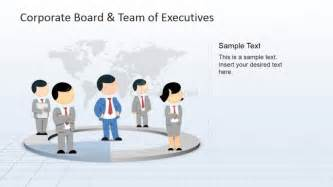 Corporate Board & Team of Executives
Sample Text
This is a sample text,
insert your desired text
here